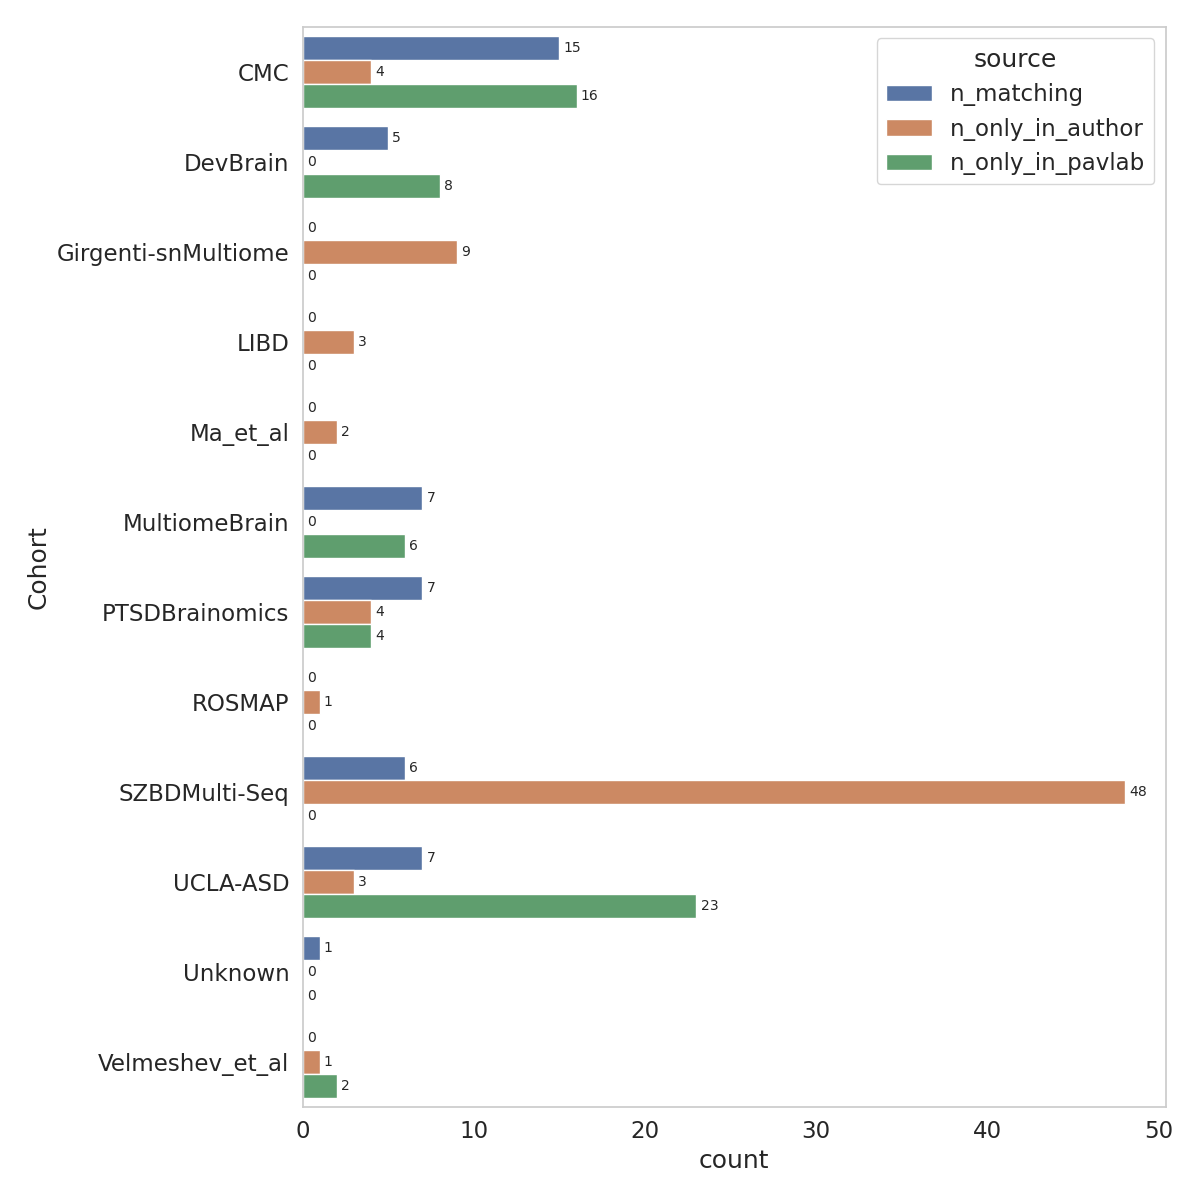 source
n_matching
n_only_in_author
n_only_in_pavlab
Cohort
CMC
15
4
16
DevBrain
5
0
8
Girgenti-snMultiome
0
9
0
LIBD
0
3
0
Ma_et_al
0
2
0
MultiomeBrain
7
0
6
PTSDBrainomics
7
4
4
ROSMAP
0
1
0
SZBDMulti-Seq
6
48
0
UCLA-ASD
7
3
23
Unknown
1
0
0
Velmeshev_et_al
0
1
2
0 10 20 30 40 50
count